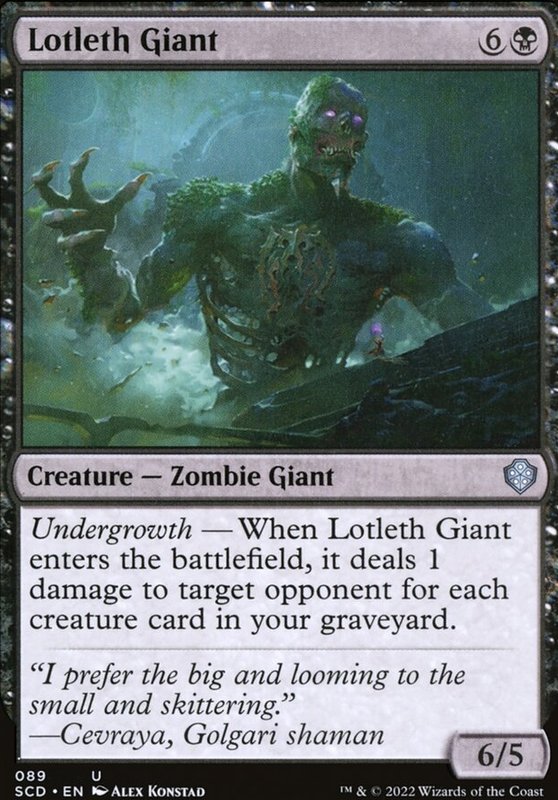 Lotleth Giant 6
Creature — Zombie Giant
Undergrowth — When Lotleth Giant
enters the battlefield, it deals 1
damage to target opponent for each
creature card in your graveyard.
“I prefer the big and looming to the
small and skittering.”
—Cevraya, Golgari shaman
6/5
089 U
SCD • EN Alex Konstad ™ & © 2022 Wizards of the Coast